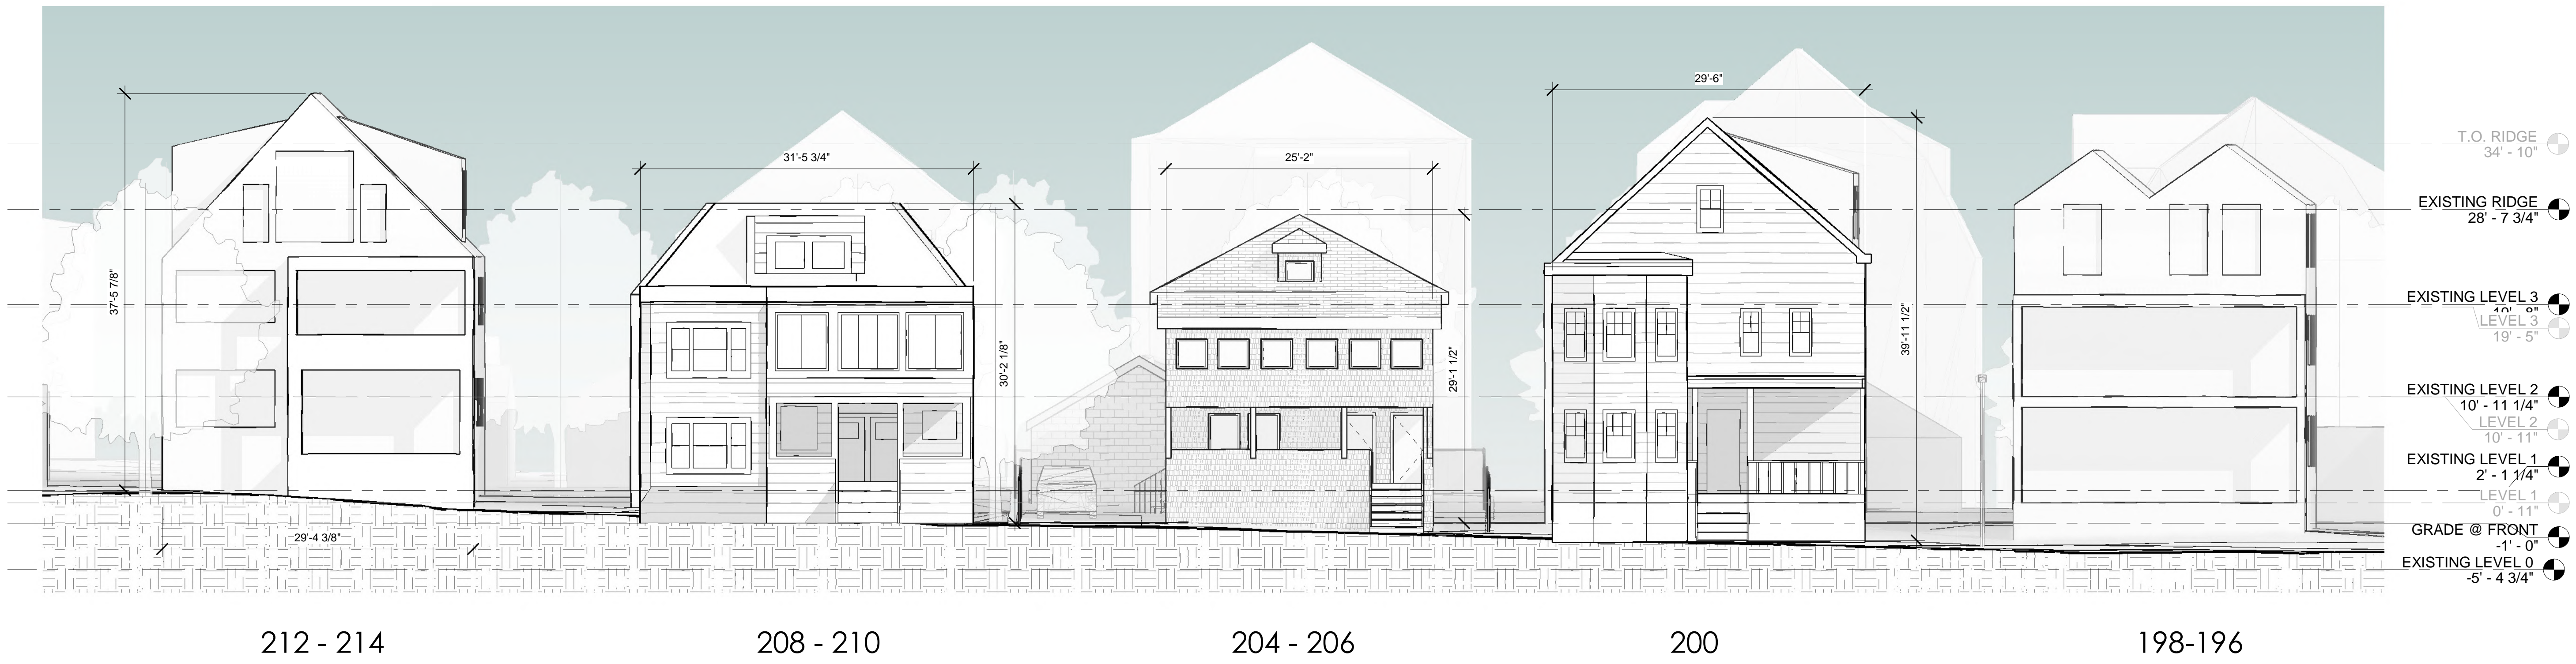 29'-6"
31'-5 3/4"
25'-2"
37'-5 7/8"
30'-2 1/8"
29'-1 1/2"
39'-11 1/2"
29'-4 3/8"
T.O. RIDGE
34' - 10"
EXISTING RIDGE
28' - 7 3/4"
EXISTING LEVEL 3
19' - 8"
LEVEL 3
19' - 5"
EXISTING LEVEL 2
10' - 11 1/4"
LEVEL 2
10' - 11"
EXISTING LEVEL 1
2' - 1 1/4"
LEVEL 1
0' - 11"
GRADE @ FRONT
-1' - 0"
EXISTING LEVEL 0
-5' - 4 3/4"
212 - 214
208 - 210
204 - 206
200
198-196